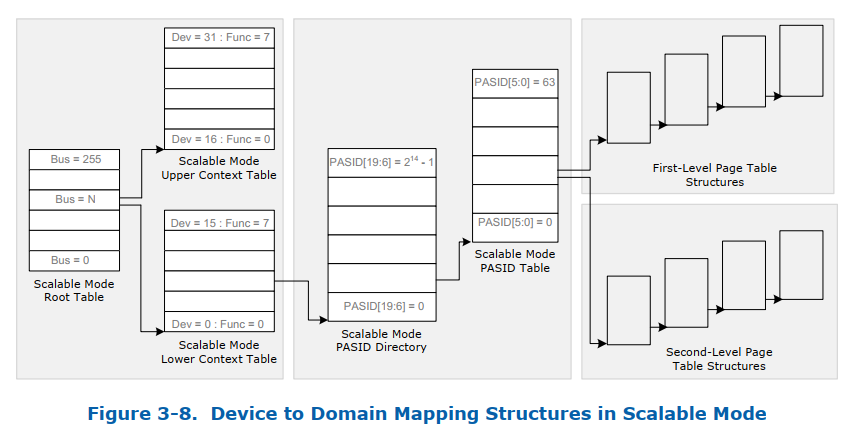 Dev = 31 : Func = 7
Dev = 16 : Func = 0
Scalable Mode
Upper Context Table
Bus = 255
Bus = N
Bus = 0
Scalable Mode
Root Table
Dev = 15 : Func = 7
Dev = 0 : Func = 0
Scalable Mode
Lower Context Table
PASID[19:6] = 2¹⁴ - 1
PASID[19:6] = 0
Scalable Mode
PASID Directory
PASID[5:0] = 63
PASID[5:0] = 0
Scalable Mode
PASID Table
First-Level Page Table
Structures
Second-Level Page
Table Structures
Figure 3-8. Device to Domain Mapping Structures in Scalable Mode